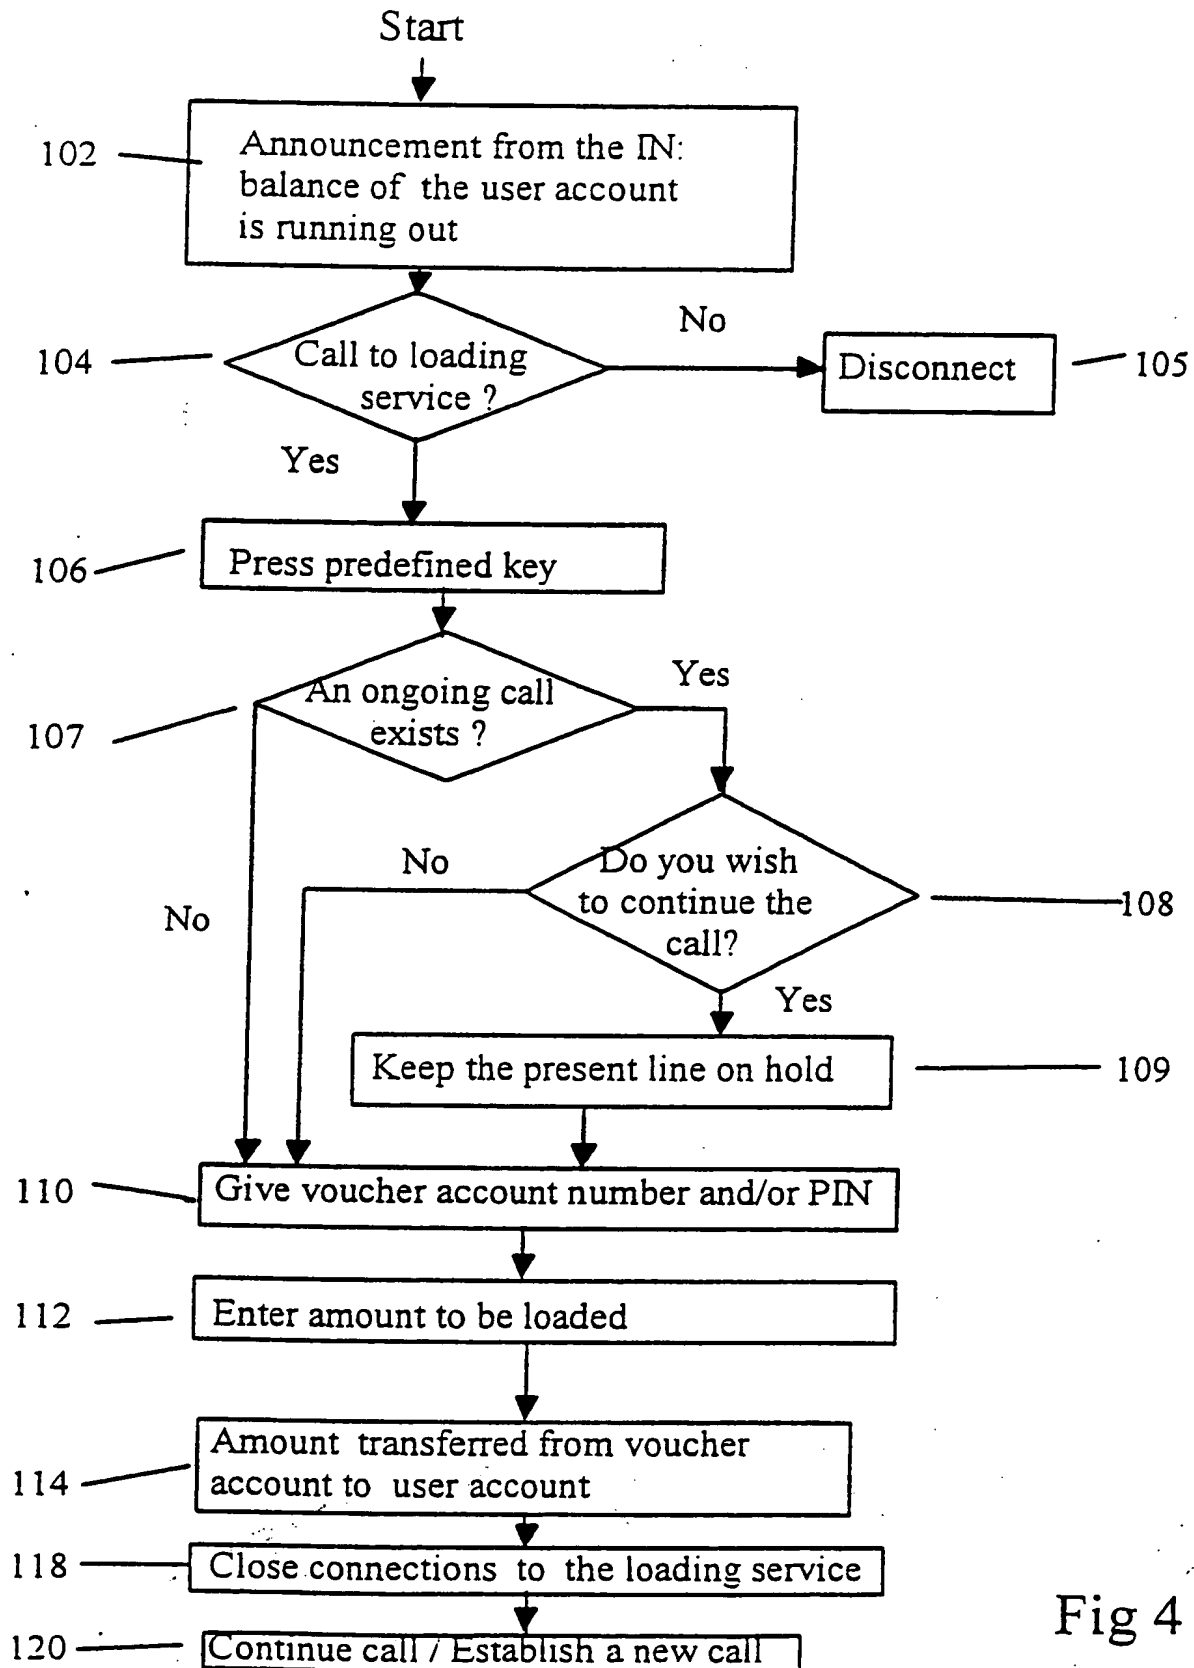 Start
102
Announcement from the IN:
balance of the user account
is running out
104
Call to loading
service ?
No
Disconnect
105
Yes
106
Press predefined key
107
An ongoing call
exists ?
Yes
No
No
Do you wish
to continue the
call?
108
Yes
Keep the present line on hold
109
110
Give voucher account number and/or PIN
112
Enter amount to be loaded
114
Amount transferred from voucher
account to user account
118
Close connections to the loading service
120
Continue call / Establish a new call
Fig 4